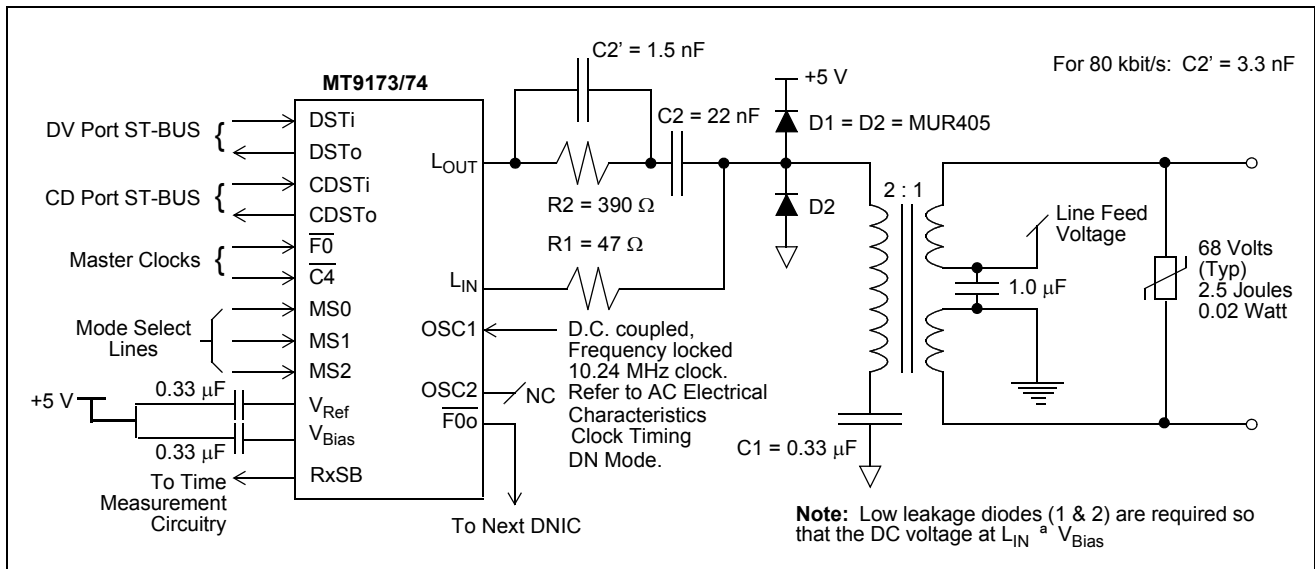 C2’ = 1.5 nF
For 80 kbit/s: C2’ = 3.3 nF
MT9173/74
+5 V
DV Port ST-BUS {
DSTi
DSTo
C2 = 22 nF
D1 = D2 = MUR405
LOUT
CD Port ST-BUS {
CDSTi
CDSTo
R2 = 390 Ω
D2
2 : 1
Line Feed
Voltage
Master Clocks {
F0
C4
R1 = 47 Ω
LIN
68 Volts
(Typ)
2.5 Joules
0.02 Watt
1.0 μF
Mode Select
Lines
MS0
MS1
MS2
OSC1
D.C. coupled,
Frequency locked
10.24 MHz clock.
Refer to AC Electrical
Characteristics
Clock Timing
DN Mode.
OSC2
NC
+5 V
0.33 μF
VRef
0.33 μF
VBias
F0o
C1 = 0.33 μF
RxSB
To Time
Measurement
Circuitry
To Next DNIC
Note: Low leakage diodes (1 & 2) are required so
that the DC voltage at LIN ª VBias